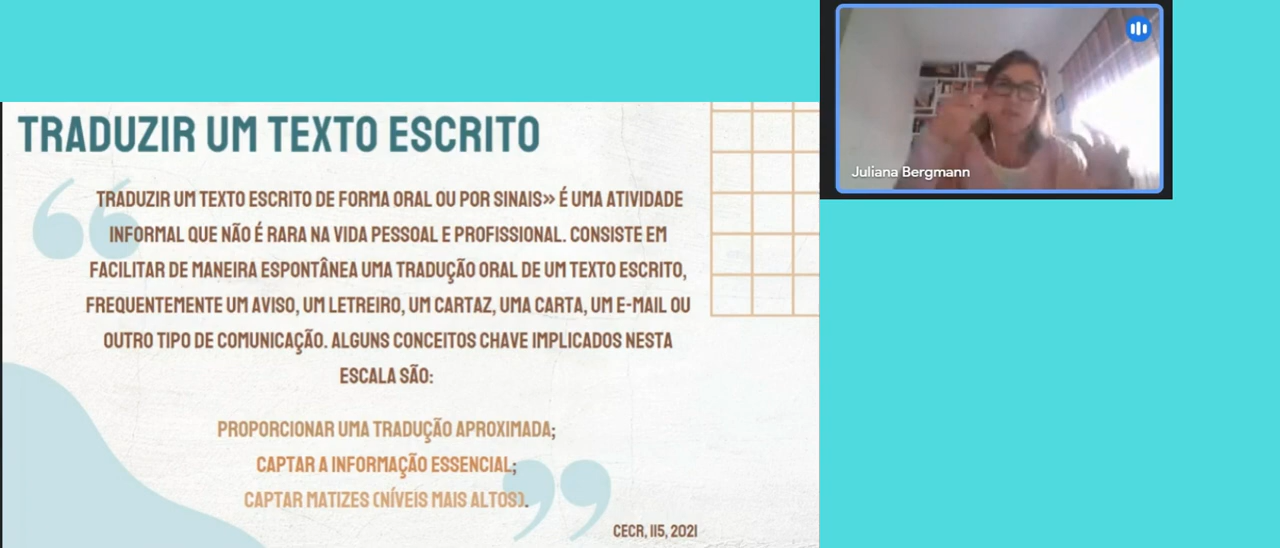 TRADUZIR UM TEXTO ESCRITO
TRADUZIR UM TEXTO ESCRITO DE FORMA ORAL OU POR SINAIS» É UMA ATIVIDADE
INFORMAL QUE NÃO É RARA NA VIDA PESSOAL E PROFISSIONAL. CONSISTE EM
FACILITAR DE MANEIRA ESPONTÂNEA UMA TRADUÇÃO ORAL DE UM TEXTO ESCRITO,
FREQUENTEMENTE UM AVISO, UM LETREIRO, UM CARTAZ, UMA CARTA, UM E-MAIL OU
OUTRO TIPO DE COMUNICAÇÃO. ALGUNS CONCEITOS CHAVE IMPLICADOS NESTA
ESCALA SÃO:
PROPORCIONAR UMA TRADUÇÃO APROXIMADA;
CAPTAR A INFORMAÇÃO ESSENCIAL;
CAPTAR MATIZES (NÍVEIS MAIS ALTOS).
CECR, 115, 2021
Juliana Bergmann